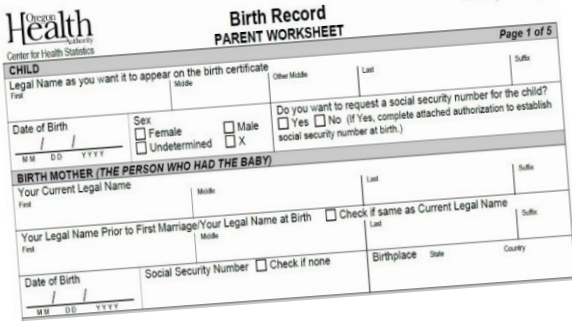 Oregon
Health
Authority
Center for Health Statistics
Birth Record
PARENT WORKSHEET
Page 1 of 5
CHILD
Legal Name as you want it to appear on the birth certificate
First Middle Other Middle Last Suffix
Date of Birth
/ /
MM DD YYYY
Sex
Female Male
Undetermined X
Do you want to request a social security number for the child?
Yes No (If Yes, complete attached authorization to establish
social security number at birth.)
BIRTH MOTHER (THE PERSON WHO HAD THE BABY)
Your Current Legal Name
First Middle Last Suffix
Your Legal Name Prior to First Marriage/Your Legal Name at Birth Check if same as Current Legal Name
First Middle Last Suffix
Date of Birth
/ /
MM DD YYYY
Social Security Number Check if none
Birthplace State Country